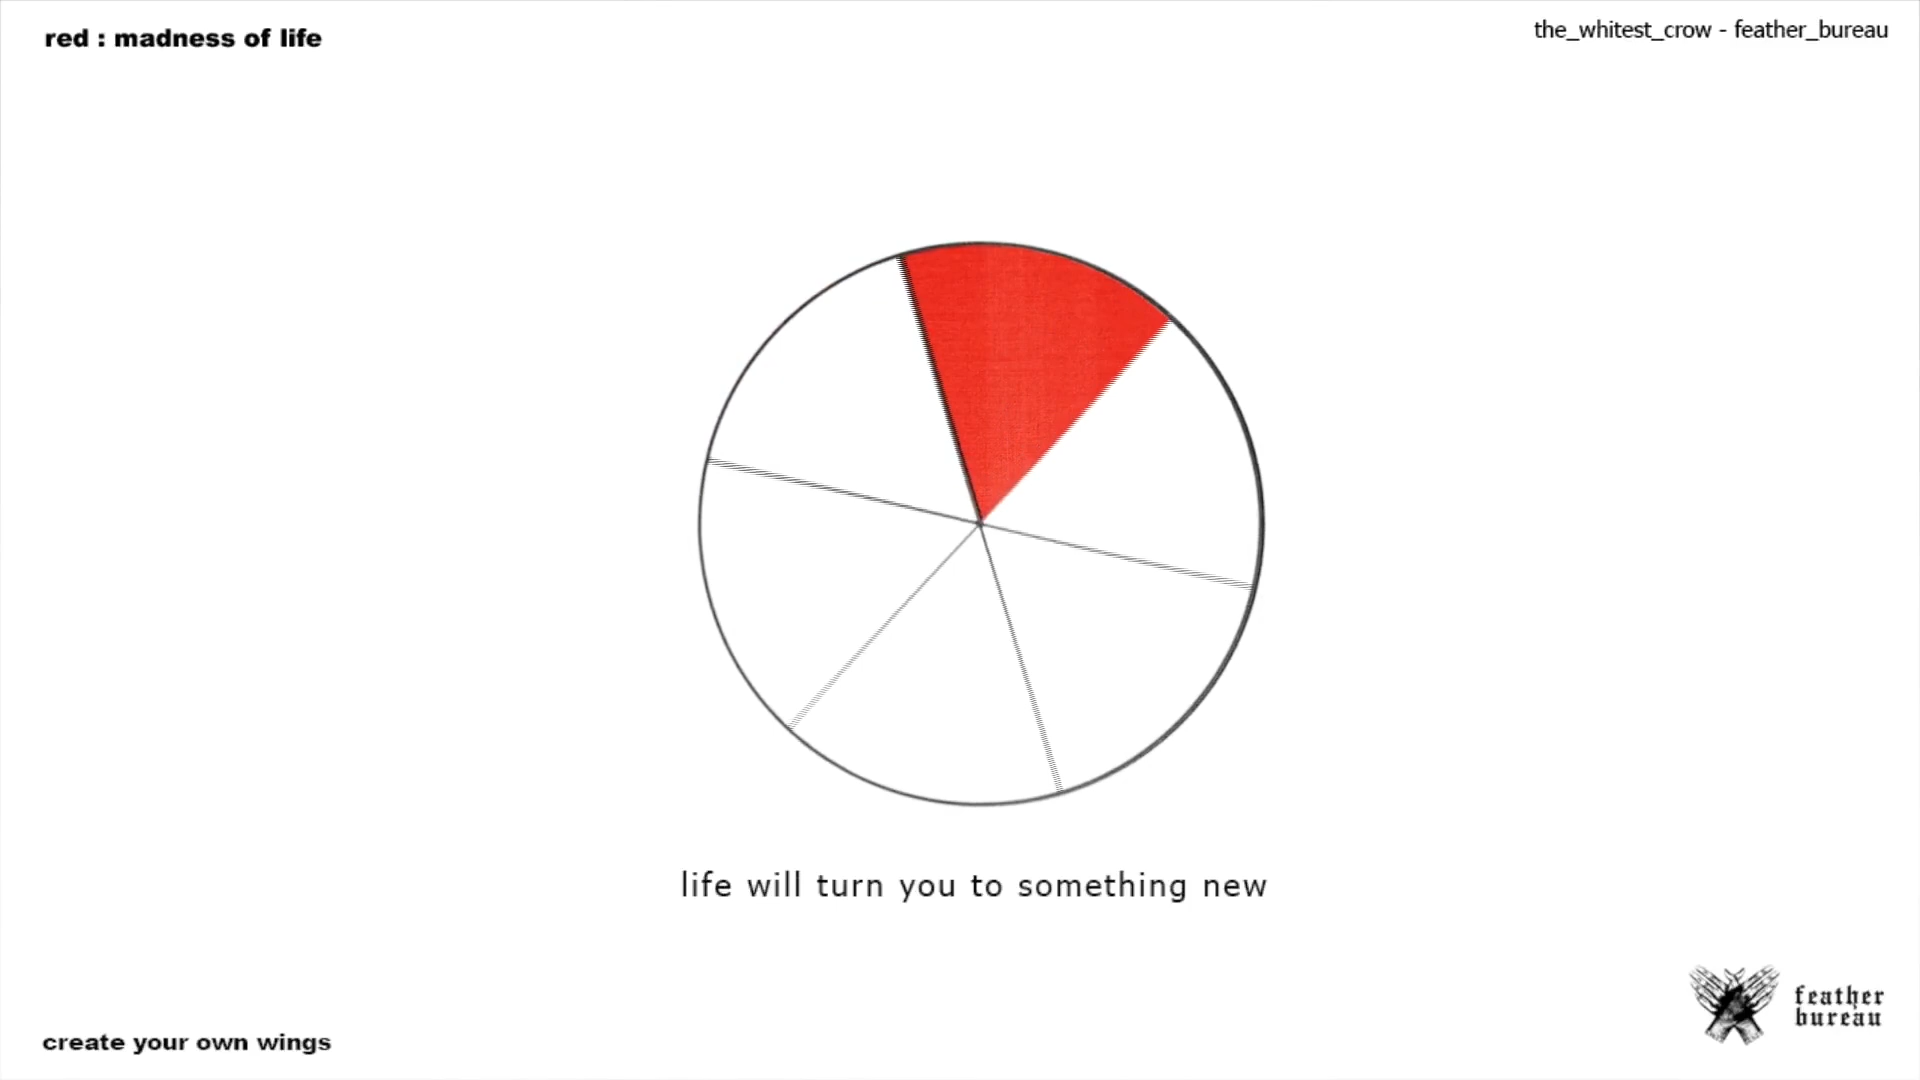 red : madness of life
the_whitest_crow - feather_bureau
life will turn you to something new
create your own wings
feather
bureau